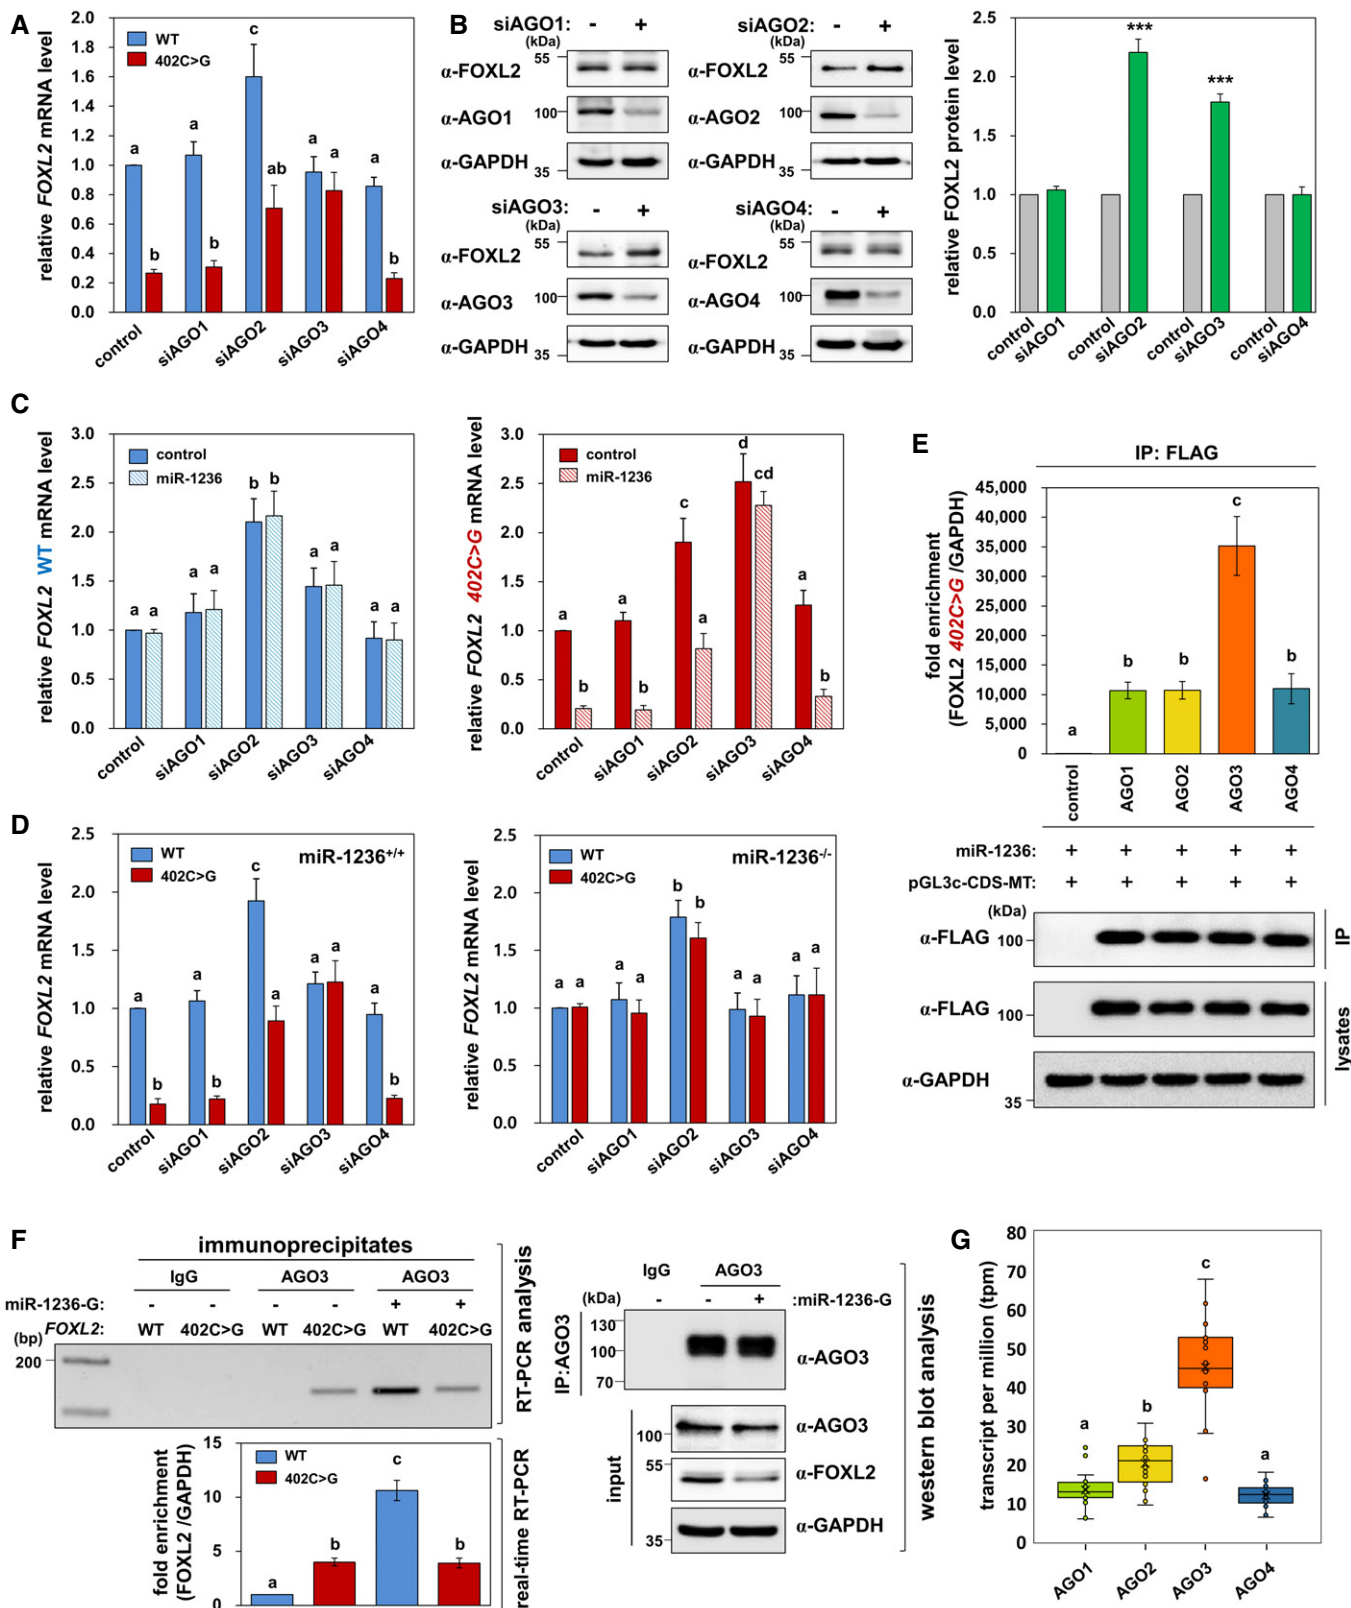 A
relative FOXL2 mRNA level
2.0
1.8
1.6
1.4
1.2
1.0
0.8
0.6
0.4
0.2
0.0
WT
402C>G
a
b
a
b
c
ab
a
a
a
b
control
siAGO1
siAGO2
siAGO3
siAGO4
B
siAGO1: - +
(kDa)
55
α-FOXL2
α-AGO1
100
α-GAPDH
35
siAGO2: - +
(kDa)
55
α-FOXL2
α-AGO2
100
α-GAPDH
35
siAGO3: - +
(kDa)
55
α-FOXL2
α-AGO3
100
α-GAPDH
35
siAGO4: - +
(kDa)
55
α-FOXL2
α-AGO4
100
α-GAPDH
35
relative FOXL2 protein level
2.5
2.0
1.5
1.0
0.5
0.0
***
***
control
siAGO1
control
siAGO2
control
siAGO3
control
siAGO4
C
relative FOXL2 WT mRNA level
3.0
2.5
2.0
1.5
1.0
0.5
0.0
control
miR-1236
a a
a a
b b
a a
a a
control
siAGO1
siAGO2
siAGO3
siAGO4
relative FOXL2 402C>G mRNA level
3.0
2.5
2.0
1.5
1.0
0.5
0.0
control
miR-1236
a
b
a
b
c
a
d
cd
a
b
control
siAGO1
siAGO2
siAGO3
siAGO4
D
relative FOXL2 mRNA level
2.5
2.0
1.5
1.0
0.5
0.0
WT
402C>G
miR-1236+/+
a
b
a
b
c
a
a
a
a
b
control
siAGO1
siAGO2
siAGO3
siAGO4
relative FOXL2 mRNA level
2.5
2.0
1.5
1.0
0.5
0.0
WT
402C>G
miR-1236-/-
a a
a a
b b
a a
a a
control
siAGO1
siAGO2
siAGO3
siAGO4
E
IP: FLAG
fold enrichment
(FOXL2 402C>G /GAPDH)
45,000
40,000
35,000
30,000
25,000
20,000
15,000
10,000
5,000
0
a
b
b
c
b
control
AGO1
AGO2
AGO3
AGO4
miR-1236: + + + + +
pGL3c-CDS-MT: + + + + +
(kDa)
α-FLAG 100
IP
α-FLAG 100
α-GAPDH
35
lysates
F
immunoprecipitates
IgG AGO3 AGO3
miR-1236-G: - - - - + +
FOXL2: WT 402C>G WT 402C>G WT 402C>G
(bp)
200
RT-PCR analysis
fold enrichment
(FOXL2 /GAPDH)
15
10
5
0
WT
402C>G
a
b
c
b
real-time RT-PCR
IgG AGO3
(kDa) - - + :miR-1236-G
IP:AGO3
130
100
70
α-AGO3
input
100
α-AGO3
55
α-FOXL2
35
α-GAPDH
western blot analysis
G
transcript per million (tpm)
80
70
60
50
40
30
20
10
0
a
b
c
a
AGO1
AGO2
AGO3
AGO4